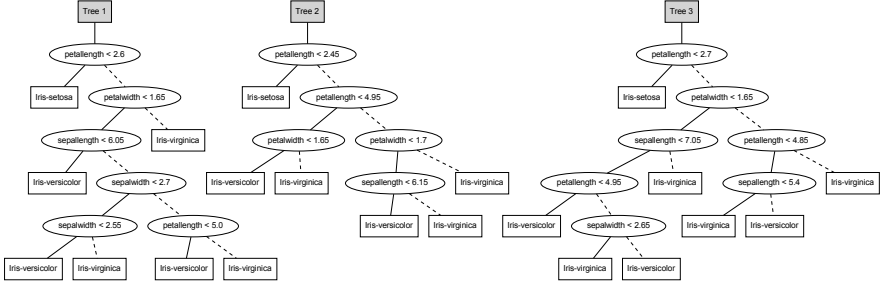 Tree 1
Tree 2
Tree 3
petallength < 2.6
petallength < 2.45
petallength < 2.7
Iris-setosa
petalwidth < 1.65
Iris-setosa
petallength < 4.95
Iris-setosa
petalwidth < 1.65
sepallength < 6.05
Iris-virginica
petalwidth < 1.65
petalwidth < 1.7
sepallength < 7.05
petallength < 4.85
Iris-versicolor
sepalwidth < 2.7
Iris-versicolor
Iris-virginica
sepallength < 6.15
Iris-virginica
petallength < 4.95
Iris-virginica
sepallength < 5.4
Iris-virginica
sepalwidth < 2.55
petallength < 5.0
Iris-versicolor
Iris-virginica
Iris-versicolor
sepalwidth < 2.65
Iris-virginica
Iris-versicolor
Iris-versicolor
Iris-virginica
Iris-versicolor
Iris-virginica
Iris-virginica
Iris-versicolor